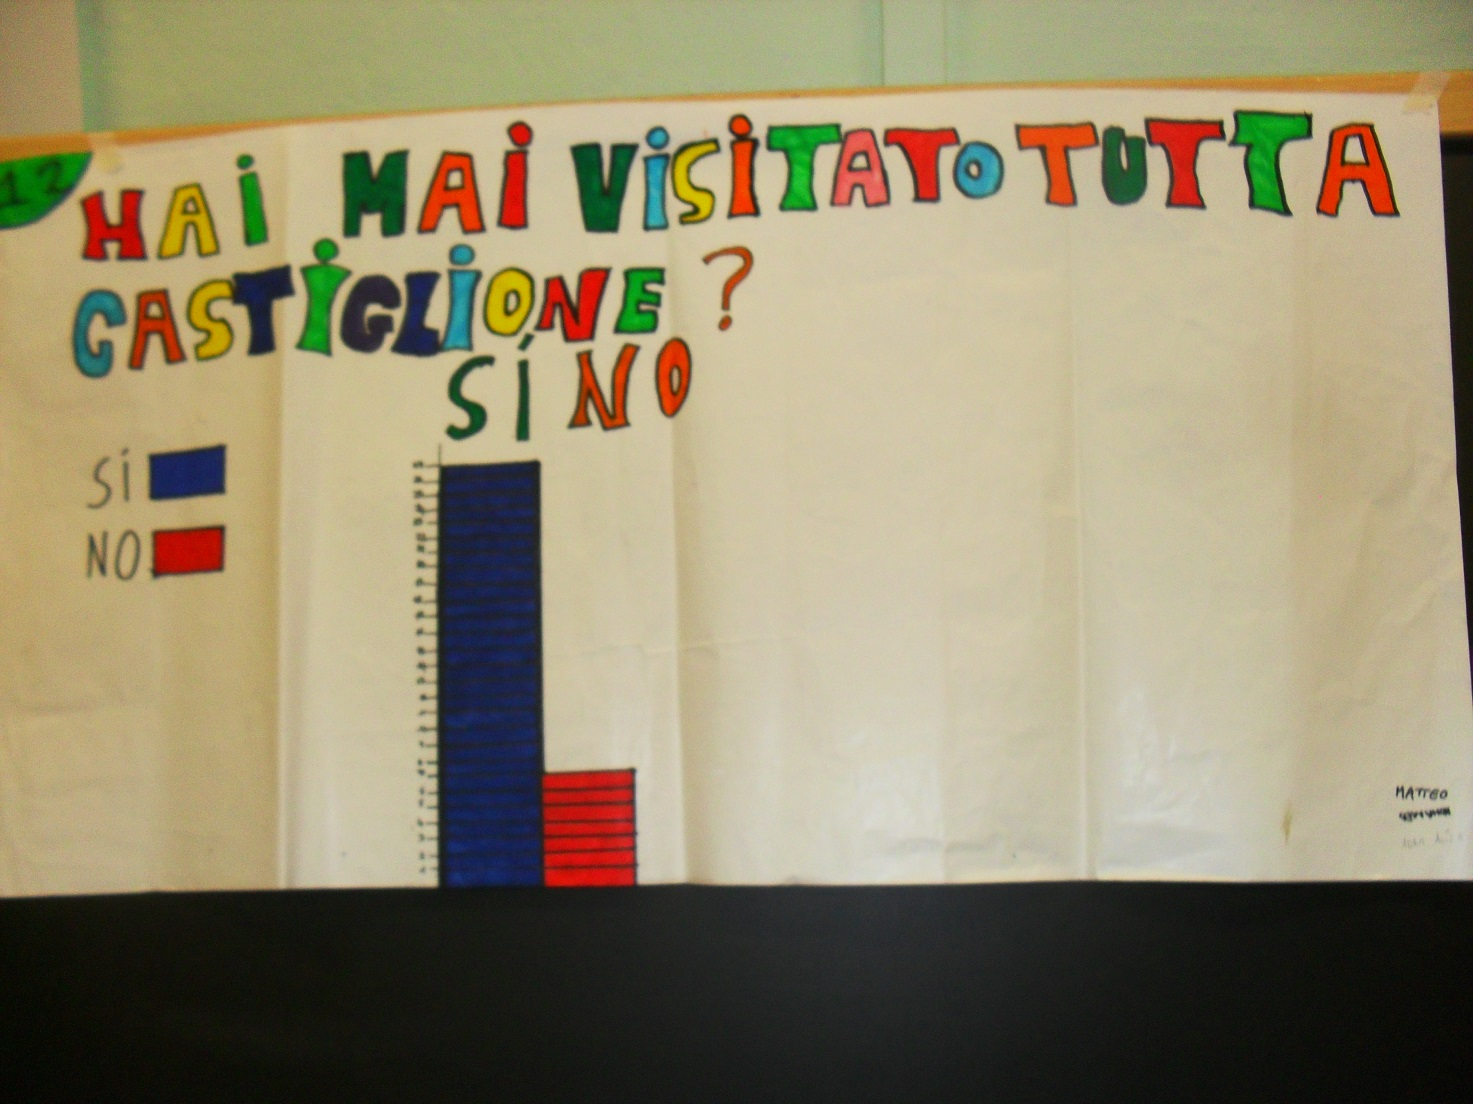 12
HAI MAI VISITATO TUTTA
CASTIGLIONE ?
SÍ NO
SÍ
NO
MATTEO